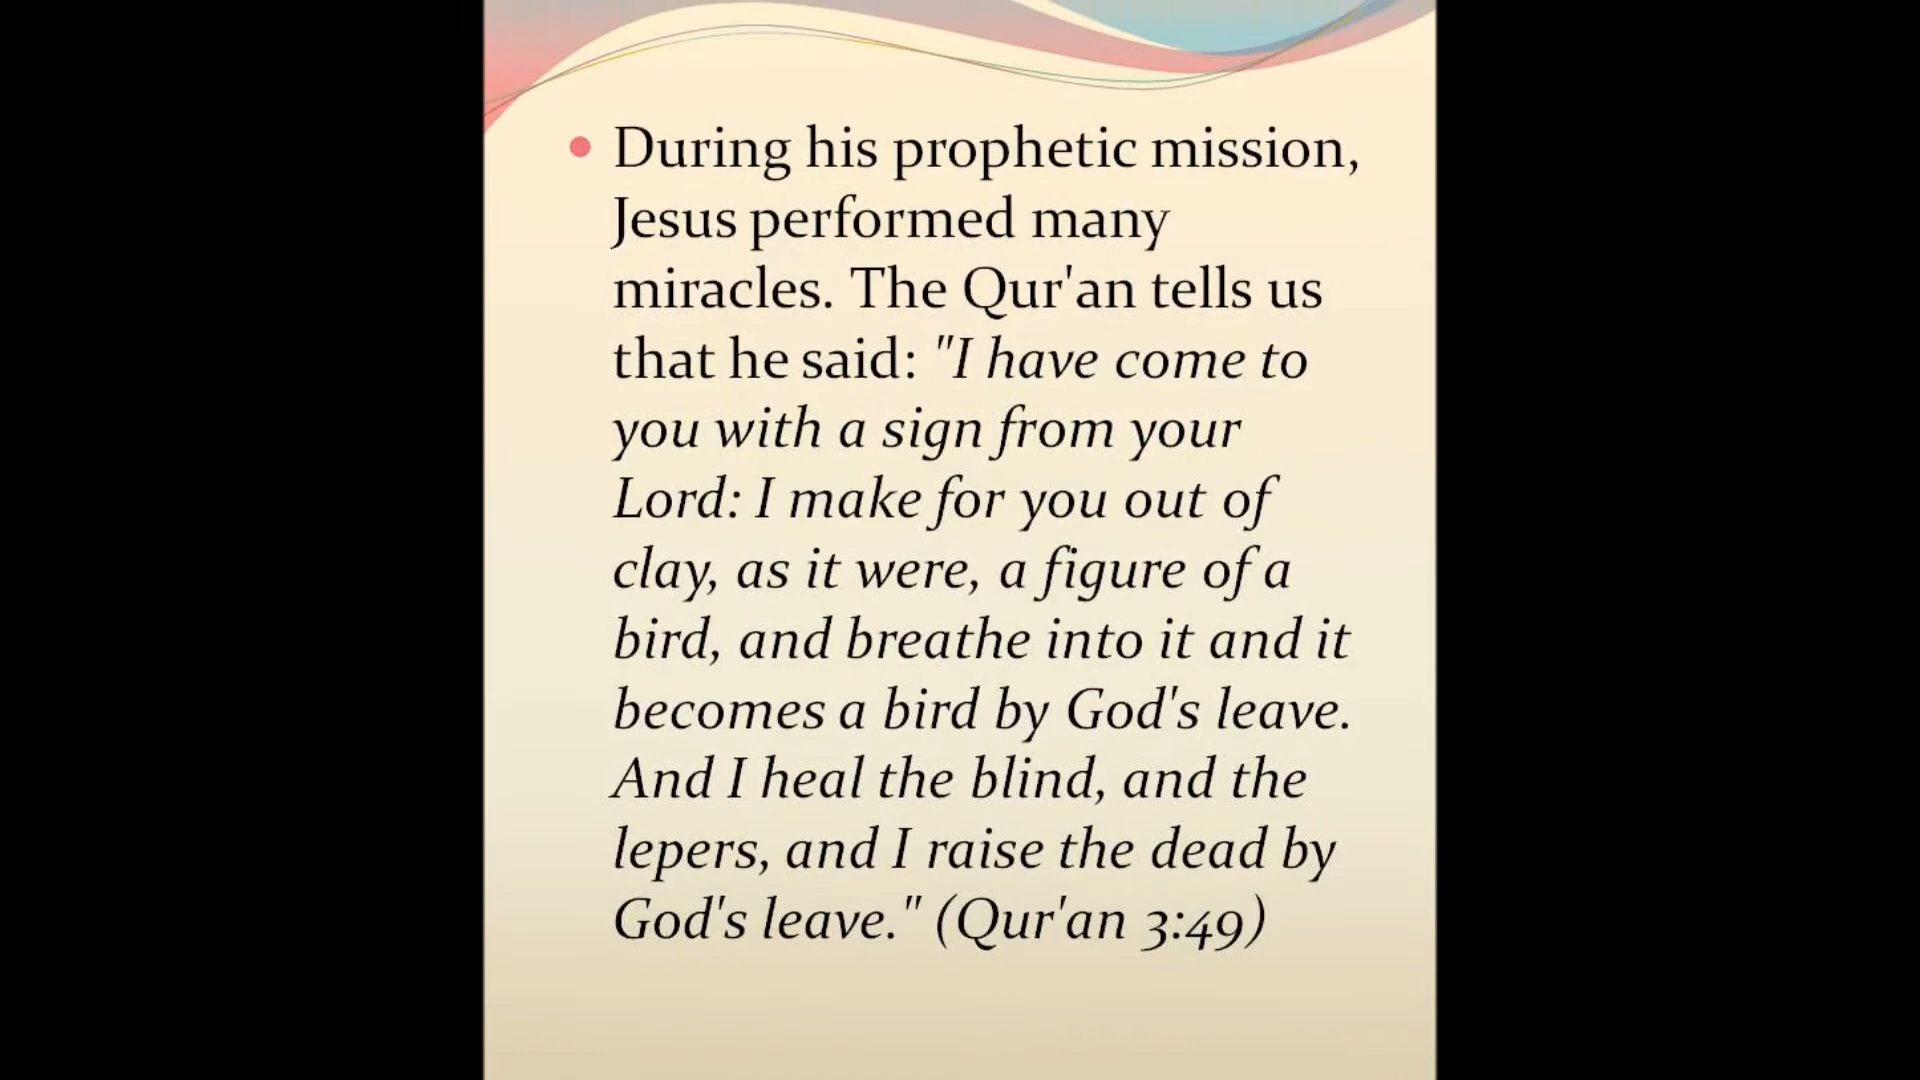 • During his prophetic mission,
Jesus performed many
miracles. The Qur'an tells us
that he said: "I have come to
you with a sign from your
Lord: I make for you out of
clay, as it were, a figure of a
bird, and breathe into it and it
becomes a bird by God's leave.
And I heal the blind, and the
lepers, and I raise the dead by
God's leave." (Qur'an 3:49)